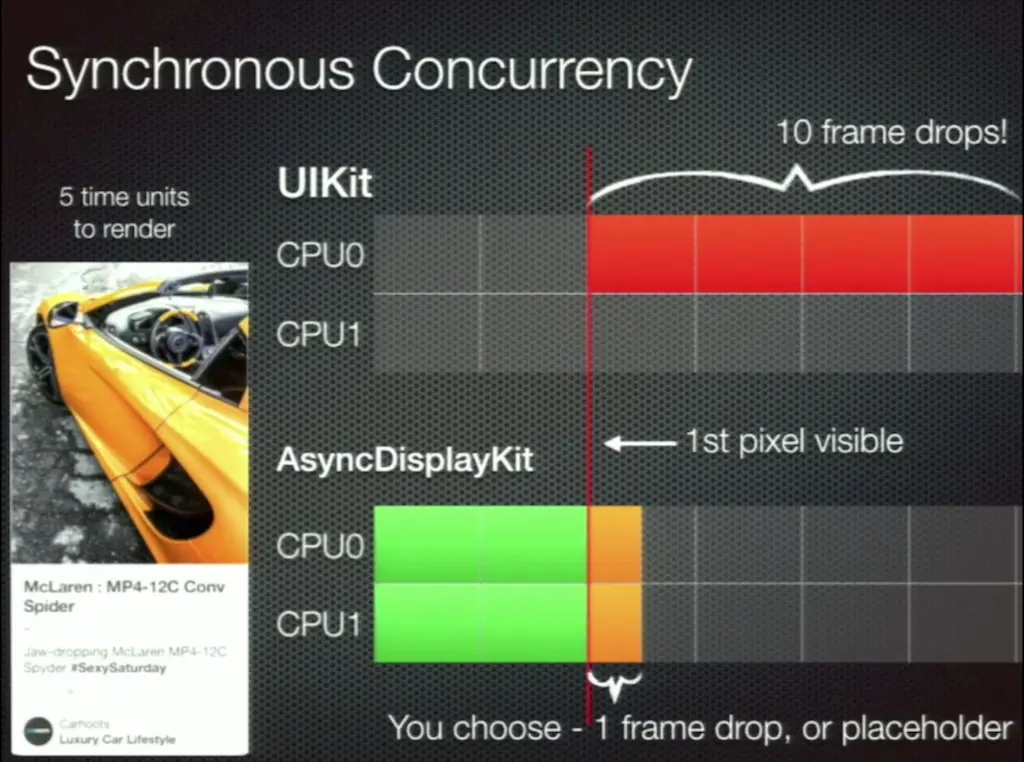 Synchronous Concurrency
10 frame drops!
5 time units
to render
UIKit
CPU0
CPU1
1st pixel visible
AsyncDisplayKit
CPU0
CPU1
McLaren : MP4-12C Conv
Spider
Jaw-dropping McLaren MP4-12C
Spyder #SexySaturday
Carhoots
Luxury Car Lifestyle
You choose - 1 frame drop, or placeholder